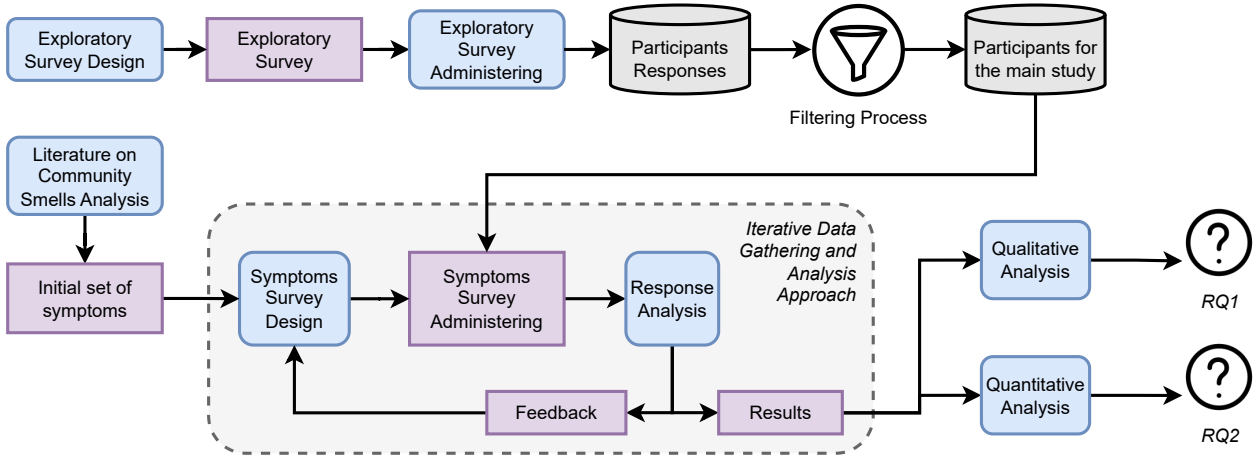 Exploratory
Survey Design
Exploratory
Survey
Exploratory
Survey
Administering
Participants
Responses
Filtering Process
Participants for
the main study
Literature on
Community
Smells Analysis
Initial set of
symptoms
Iterative Data
Gathering and
Analysis
Approach
Symptoms
Survey
Design
Symptoms
Survey
Administering
Response
Analysis
Feedback
Results
Qualitative
Analysis
?
RQ1
Quantitative
Analysis
?
RQ2